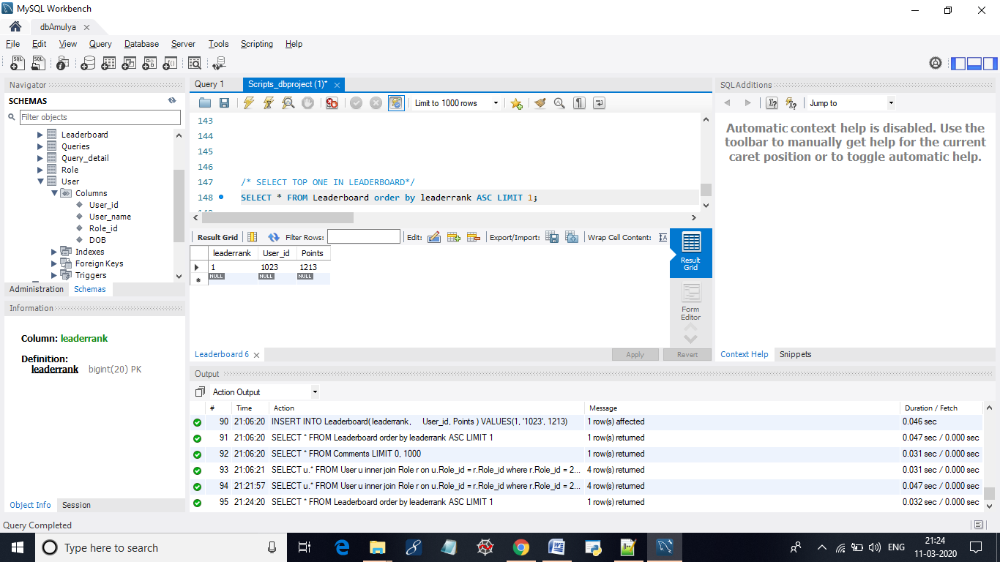 MySQL Workbench
dbAmulya
File Edit View Query Database Server Tools Scripting Help
Navigator
SCHEMAS
Filter objects
Leaderboard
Queries
Query_detail
Role
User
Columns
User_id
User_name
Role_id
DOB
Indexes
Foreign Keys
Triggers
Administration Schemas
Information
Column: leaderrank
Definition:
leaderrank bigint(20) PK
Object Info Session
Query 1 Scripts_dbproject (1)*
Limit to 1000 rows
143
144
145
146
147 /* SELECT TOP ONE IN LEADERBOARD*/
148 SELECT * FROM Leaderboard order by leaderrank ASC LIMIT 1;
Result Grid Filter Rows: Edit: Export/Import: Wrap Cell Content:
leaderrank User_id Points
1 1023 1213
NULL NULL NULL
Result Grid
Form Editor
Leaderboard 6 Apply Revert
SQLAdditions
Jump to
Automatic context help is disabled. Use the
toolbar to manually get help for the current
caret position or to toggle automatic help.
Context Help Snippets
Output
Action Output
# Time Action Message Duration / Fetch
90 21:06:20 INSERT INTO Leaderboard( leaderrank , User_id, Points ) VALUES(1, '1023', 1213) 1 row(s) affected 0.046 sec
91 21:06:20 SELECT * FROM Leaderboard order by leaderrank ASC LIMIT 1 1 row(s) returned 0.047 sec / 0.000 sec
92 21:06:20 SELECT * FROM Comments LIMIT 0, 1000 1 row(s) returned 0.031 sec / 0.000 sec
93 21:06:21 SELECT u.* FROM User u inner join Role r on u.Role_id = r.Role_id where r.Role_id = 2... 4 row(s) returned 0.031 sec / 0.000 sec
94 21:21:57 SELECT u.* FROM User u inner join Role r on u.Role_id = r.Role_id where r.Role_id = 2... 4 row(s) returned 0.047 sec / 0.000 sec
95 21:24:20 SELECT * FROM Leaderboard order by leaderrank ASC LIMIT 1 1 row(s) returned 0.032 sec / 0.000 sec
Query Completed
Type here to search
ENG
21:24
11-03-2020